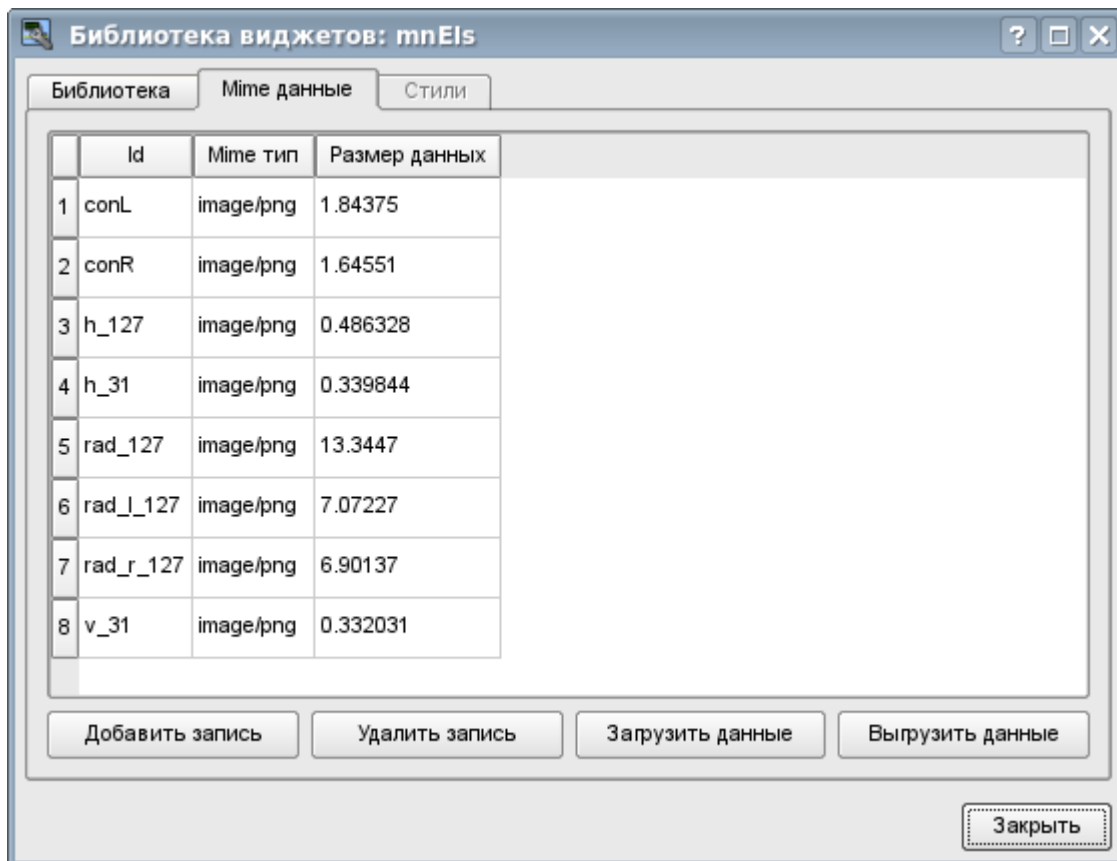 Библиотека виджетов: mnEls
Библиотека Mime данные Стили
Id Mime тип Размер данных
1 conL image/png 1.84375
2 conR image/png 1.64551
3 h_127 image/png 0.486328
4 h_31 image/png 0.339844
5 rad_127 image/png 13.3447
6 rad_l_127 image/png 7.07227
7 rad_r_127 image/png 6.90137
8 v_31 image/png 0.332031
Добавить запись Удалить запись Загрузить данные Выгрузить данные
Закрыть